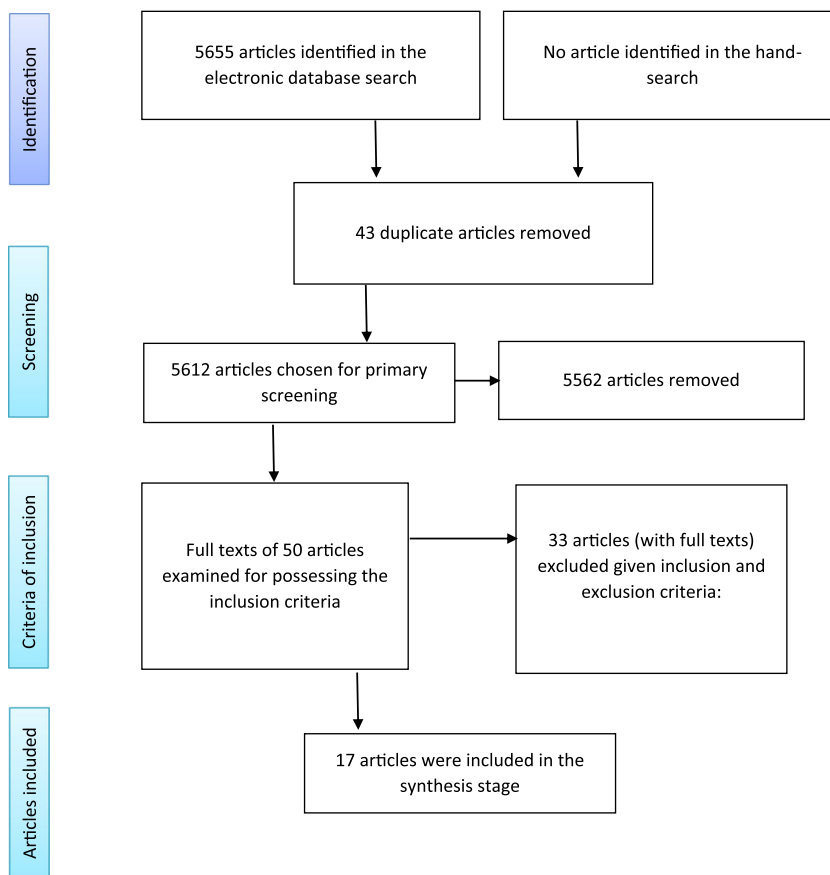 Identification
5655 articles identified in the
electronic database search
No article identified in the hand-
search
43 duplicate articles removed
Screening
5612 articles chosen for primary
screening
5562 articles removed
Criteria of inclusion
Full texts of 50 articles
examined for possessing the
inclusion criteria
33 articles (with full texts)
excluded given inclusion and
exclusion criteria:
Articles included
17 articles were included in the
synthesis stage